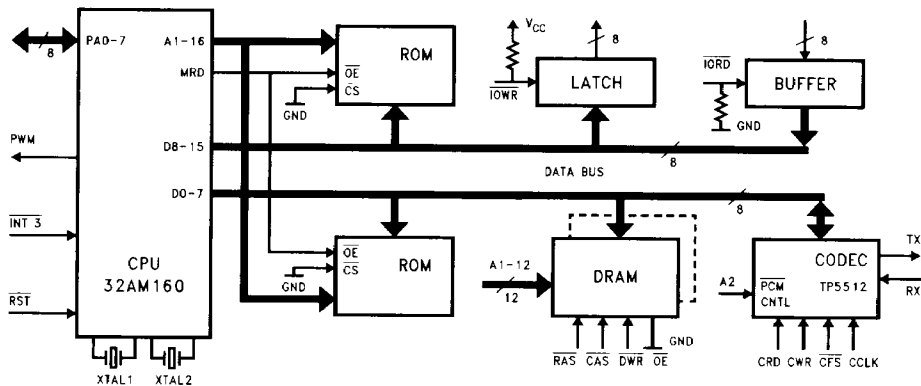 PA0-7
8
A1-16
MRD
ROM
OE
CS
GND
VCC
8
IOWR
LATCH
IORD
8
BUFFER
GND
PWM
D8-15
8
DATA BUS
D0-7
8
INT 3
CPU
32AM160
OE
CS
GND
ROM
A1-12
12
DRAM
RAS
CAS
DWR
OE
GND
CODEC
TP5512
PCM
CNTL
A2
TX
RX
CRD
CWR
CFS
CCLK
RST
XTAL1
XTAL2